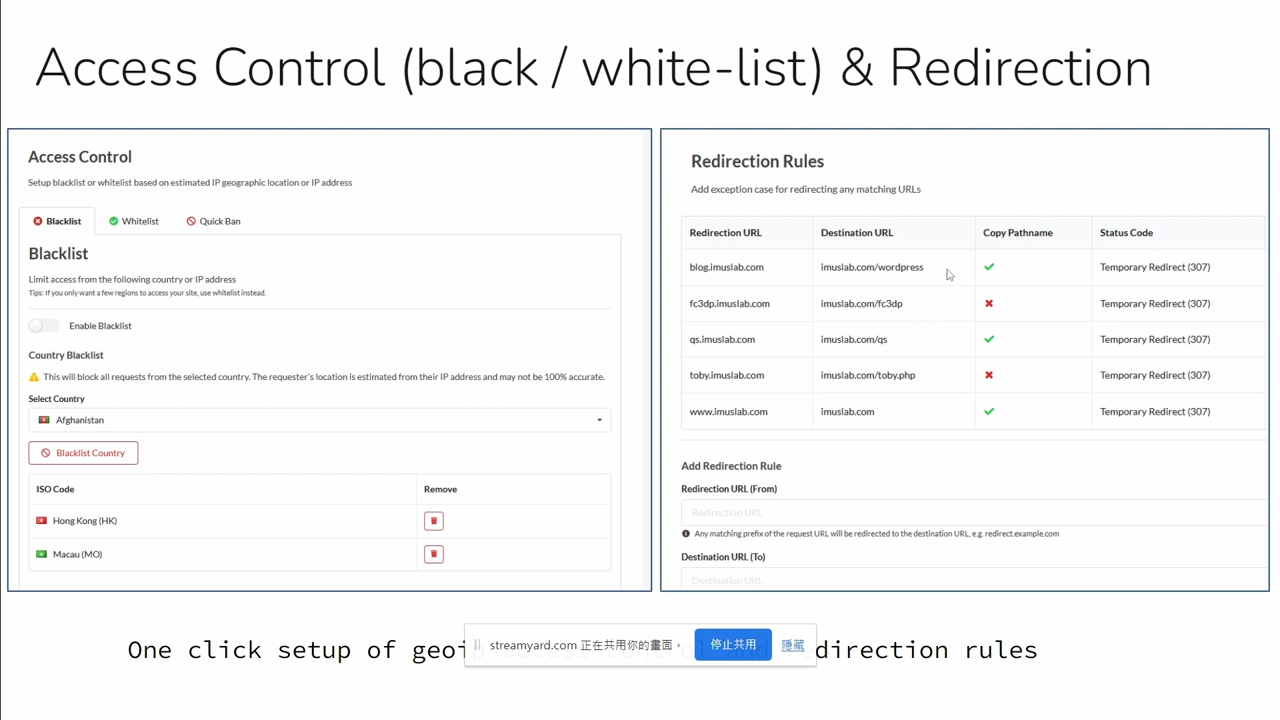 Access Control (black / white-list) & Redirection
Access Control
Setup blacklist or whitelist based on estimated IP geographic location or IP address
Blacklist
Whitelist
Quick Ban
Blacklist
Limit access from the following country or IP address
Tips: If you only want a few regions to access your site, use whitelist instead.
Enable Blacklist
Country Blacklist
This will block all requests from the selected country. The requester's location is estimated from their IP address and may not be 100% accurate.
Select Country
Afghanistan
Blacklist Country
ISO Code
Remove
Hong Kong (HK)
Macau (MO)
Redirection Rules
Add exception case for redirecting any matching URLs
Redirection URL
Destination URL
Copy Pathname
Status Code
blog.imuslab.com
imuslab.com/wordpress
Temporary Redirect (307)
fc3dp.imuslab.com
imuslab.com/fc3dp
Temporary Redirect (307)
qs.imuslab.com
imuslab.com/qs
Temporary Redirect (307)
toby.imuslab.com
imuslab.com/toby.php
Temporary Redirect (307)
www.imuslab.com
imuslab.com
Temporary Redirect (307)
Add Redirection Rule
Redirection URL (From)
Redirection URL
Any matching prefix of the request URL will be redirected to the destination URL, e.g. redirect.example.com
Destination URL (To)
Destination URL
One click setup of geoi direction rules
streamyard.com 正在共用你的畫面。
停止共用
隱藏